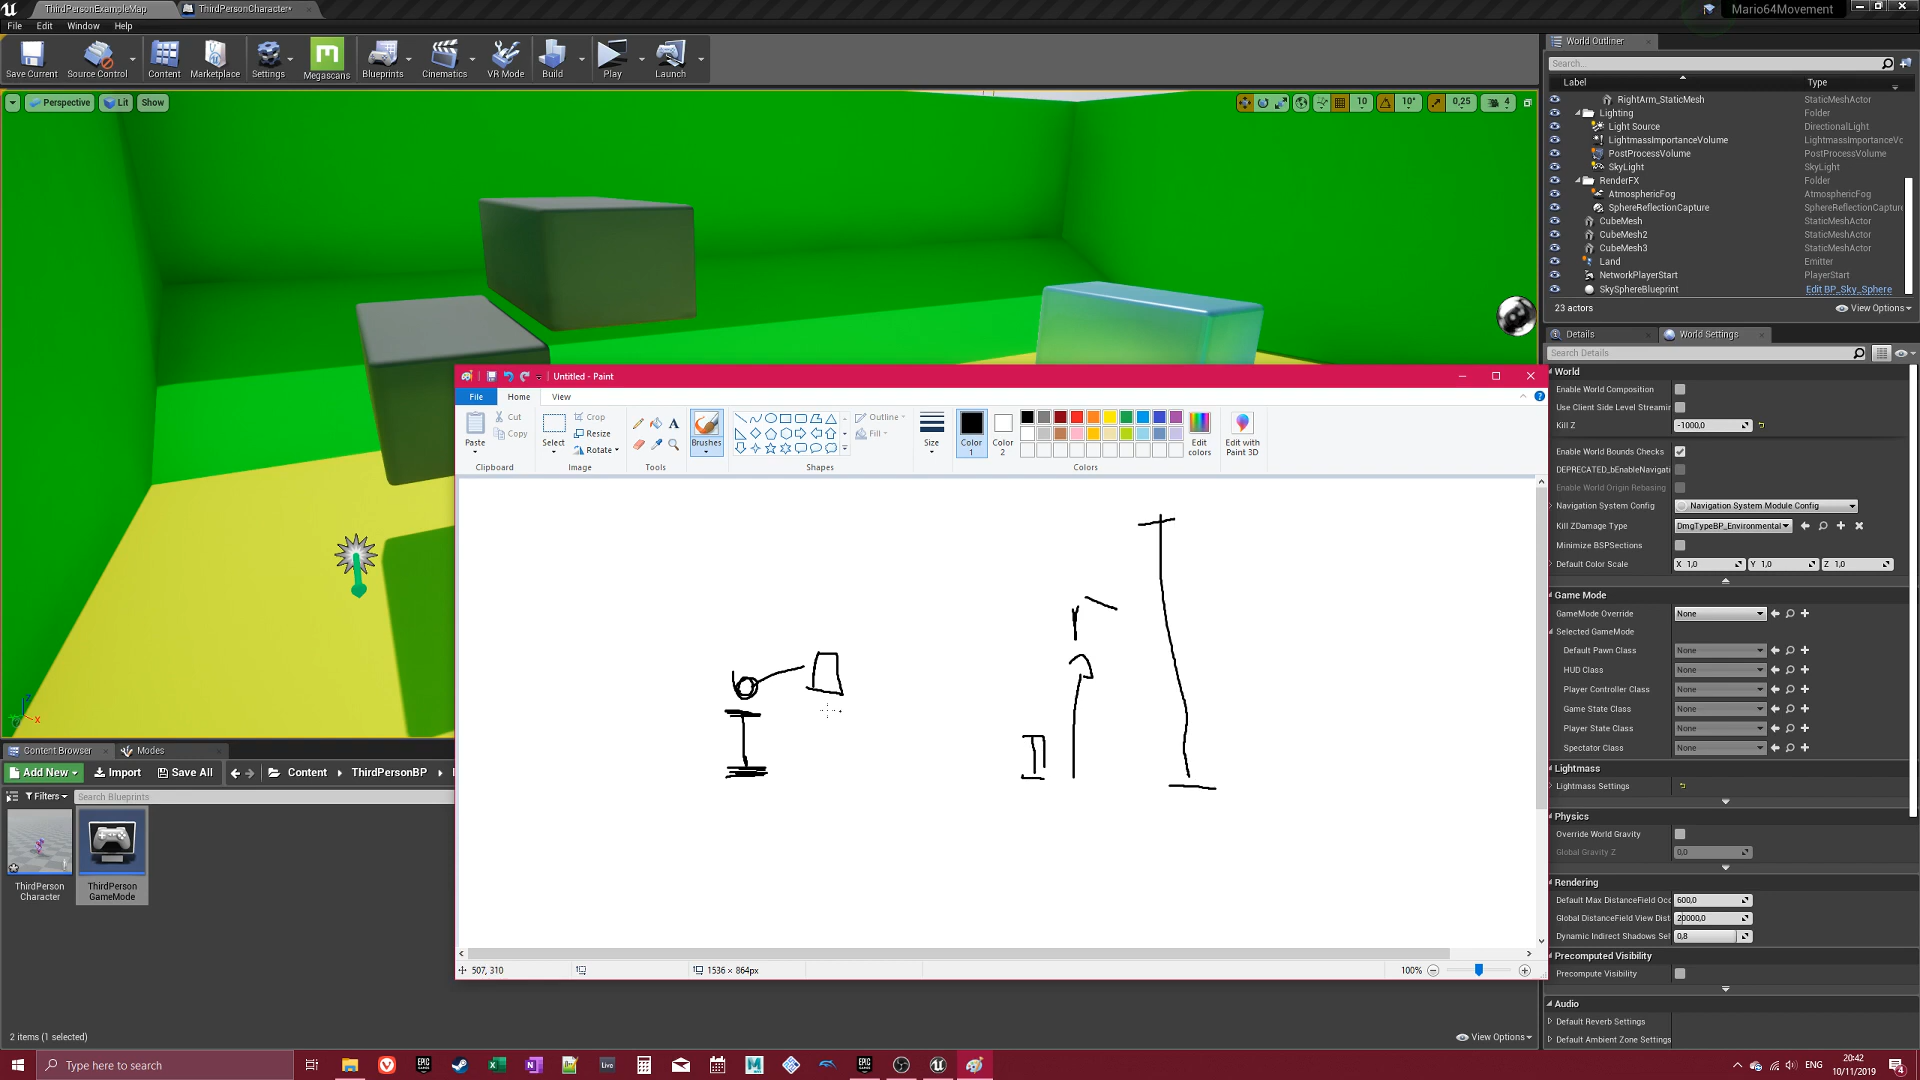 ThirdPersonExampleMap
ThirdPersonCharacter*
Mario64Movement
File Edit Window Help
Save Current
Source Control
Content
Marketplace
Settings
Megascans
Blueprints
Cinematics
VR Mode
Build
Play
Launch
Perspective Lit Show
10 10° 0,25 4
World Outliner
Search...
Label Type
RightArm_StaticMesh StaticMeshActor
Lighting Folder
Light Source DirectionalLight
LightmassImportanceVolume LightmassImportanceVc
PostProcessVolume PostProcessVolume
SkyLight SkyLight
RenderFX Folder
AtmosphericFog AtmosphericFog
SphereReflectionCapture SphereReflectionCapture
CubeMesh StaticMeshActor
CubeMesh2 StaticMeshActor
CubeMesh3 StaticMeshActor
Land Emitter
NetworkPlayerStart PlayerStart
SkySphereBlueprint Edit BP_Sky_Sphere
23 actors View Options
Details World Settings
Search Details
World
Enable World Composition
Use Client Side Level Streamin
Kill Z -1000,0
Enable World Bounds Checks
DEPRECATED_bEnableNavigati
Enable World Origin Rebasing
Navigation System Config Navigation System Module Config
Kill ZDamage Type DmgTypeBP_Environmental
Minimize BSPSections
Default Color Scale X 1,0 Y 1,0 Z 1,0
Game Mode
GameMode Override None
Selected GameMode
Default Pawn Class None
HUD Class None
Player Controller Class None
Game State Class None
Player State Class None
Spectator Class None
Lightmass
Lightmass Settings
Physics
Override World Gravity
Global Gravity Z 0,0
Rendering
Default Max DistanceField Occ 600,0
Global DistanceField View Dist 20000,0
Dynamic Indirect Shadows Sel 0,8
Precomputed Visibility
Precompute Visibility
Audio
Default Reverb Settings
Default Ambient Zone Settings
Untitled - Paint
File Home View
Paste
Cut
Copy
Clipboard
Select
Crop
Resize
Rotate
Image
A
Tools
Brushes
Outline
Fill
Shapes
Size
Color 1
Color 2
Edit colors
Edit with Paint 3D
Colors
507, 310
1536 × 864px
100%
Z X
Content Browser Modes
Add New Import Save All Content ThirdPersonBP
Filters Search Blueprints
ThirdPerson Character
ThirdPerson GameMode
2 items (1 selected)
View Options
Type here to search
ENG
20:42
10/11/2019
4